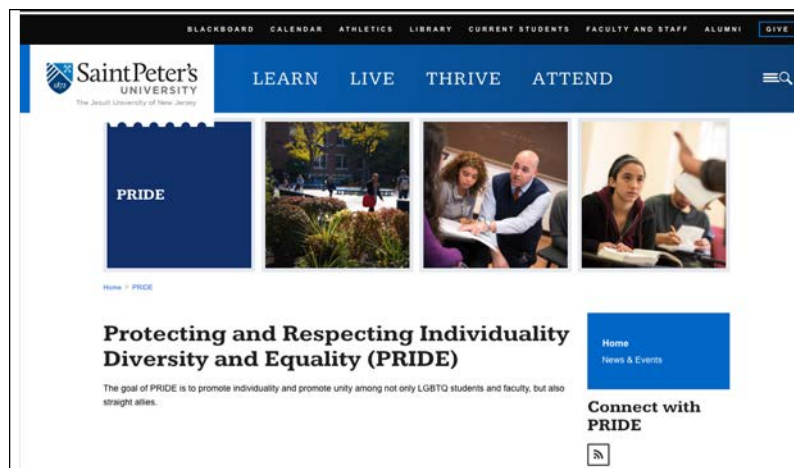 BLACKBOARD CALENDAR ATHLETICS LIBRARY CURRENT STUDENTS FACULTY AND STAFF ALUMNI GIVE
Saint Peter's
UNIVERSITY
1872
The Jesuit University of New Jersey
LEARN LIVE THRIVE ATTEND
PRIDE
Home > PRIDE
Protecting and Respecting Individuality
Diversity and Equality (PRIDE)
The goal of PRIDE is to promote individuality and promote unity among not only LGBTQ students and faculty, but also
straight allies.
Home
News & Events
Connect with
PRIDE